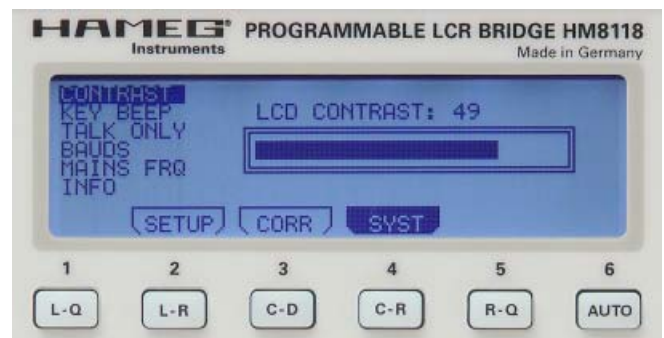 HAMEG® PROGRAMMABLE LCR BRIDGE HM8118
Instruments Made in Germany
CONTRAST
KEY BEEP
TALK ONLY
BAUDS
MAINS FRQ
INFO
LCD CONTRAST: 49
SETUP CORR SYST
1 2 3 4 5 6
L-Q L-R C-D C-R R-Q AUTO